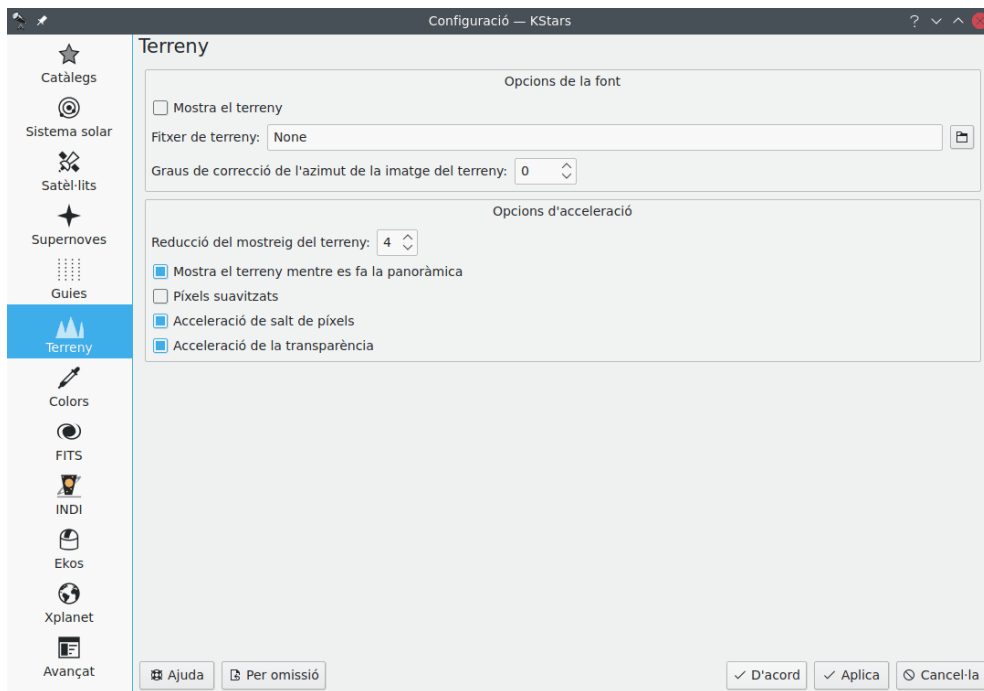 Configuració — KStars
Catàlegs
Sistema solar
Satèl·lits
Supernoves
Guies
Terreny
Colors
FITS
INDI
Ekos
Xplanet
Avançat
Terreny
Opcions de la font
Mostra el terreny
Fitxer de terreny: None
Graus de correcció de l'azimut de la imatge del terreny: 0
Opcions d'acceleració
Reducció del mostreig del terreny: 4
Mostra el terreny mentre es fa la panoràmica
Píxels suavitzats
Acceleració de salt de píxels
Acceleració de la transparència
Ajuda Per omissió D'acord Aplica Cancel·la